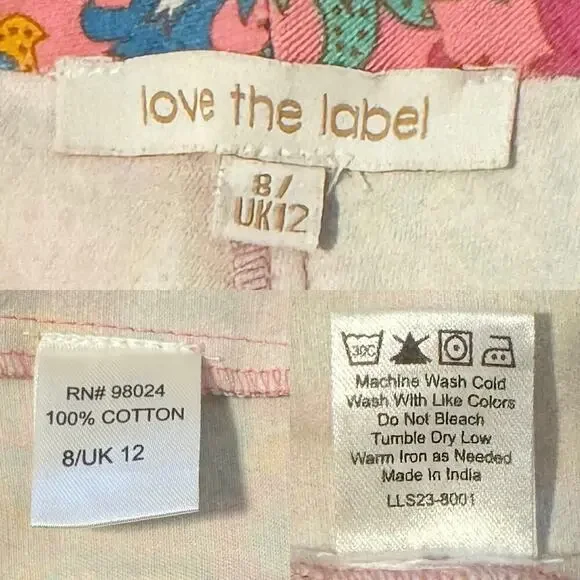 love the label
8/
UK12
RN# 98024
100% COTTON
8/UK 12
30C
Machine Wash Cold
Wash With Like Colors
Do Not Bleach
Tumble Dry Low
Warm Iron as Needed
Made in India
LLS23-8001